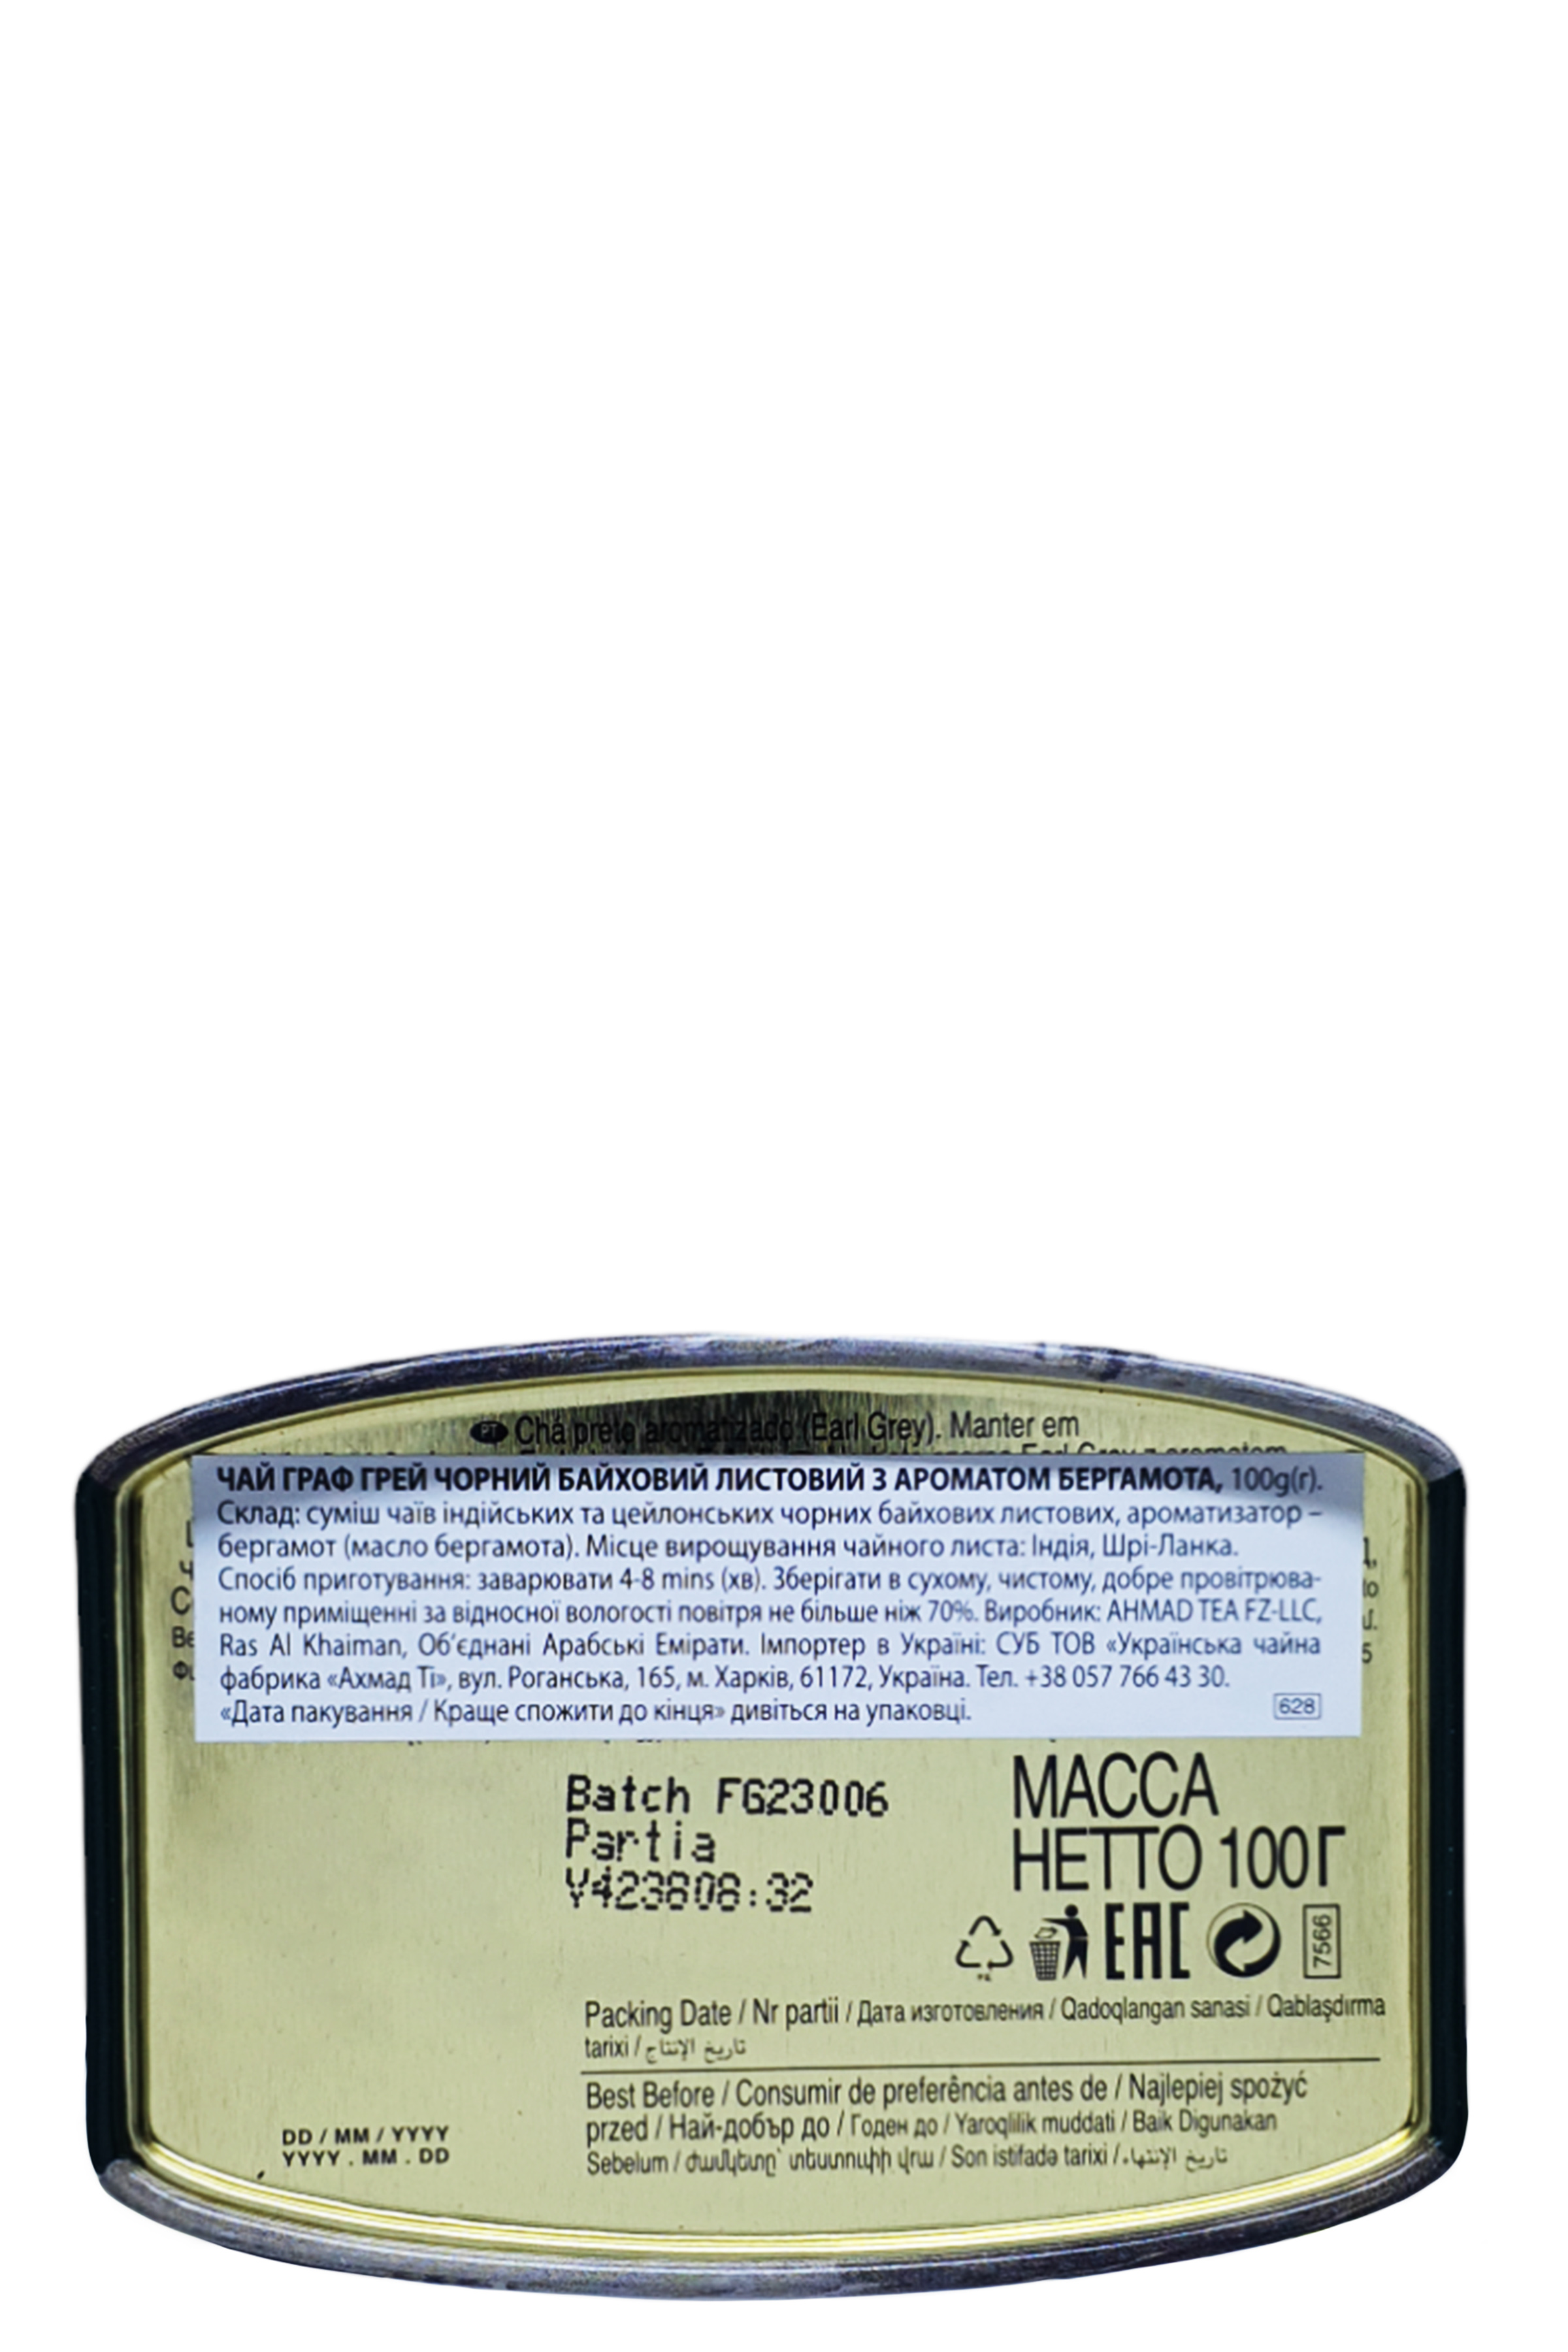 PT Chá preto aromatizado (Earl Grey). Manter em
ЧАЙ ГРАФ ГРЕЙ ЧОРНИЙ БАЙХОВИЙ ЛИСТОВИЙ З АРОМАТОМ БЕРГАМОТА, 100g(г).
Склад: суміш чаїв індійських та цейлонських чорних байхових листових, ароматизатор –
бергамот (масло бергамота). Місце вирощування чайного листа: Індія, Шрі-Ланка.
Спосіб приготування: заварювати 4-8 mins (хв). Зберігати в сухому, чистому, добре провітрюва-
ному приміщенні за відносної вологості повітря не більше ніж 70%. Виробник: AHMAD TEA FZ-LLC,
Ras Al Khaiman, Об'єднані Арабські Емірати. Імпортер в Україні: СУБ ТОВ «Українська чайна
фабрика «Ахмад Ті», вул. Роганська, 165, м. Харків, 61172, Україна. Тел. +38 057 766 43 30.
«Дата пакування / Краще спожити до кінця» дивіться на упаковці.
628
Batch FG23006
Partia
V423808:32
МАССА
НЕТТО 100Г
EAC
7566
Packing Date / Nr partii / Дата изготовления / Qadoqlangan sanasi / Qablaşdırma
tarixi / تاريخ الإنتاج
Best Before / Consumir de preferência antes de / Najlepiej spożyć
przed / Най-добър до / Годен до / Yaroqlilik muddati / Baik Digunakan
Sebelum / ժամկետը՝ տեսնուիի վրա / Son istifadə tarixi / تاريخ الإنتهاء.
DD / MM / YYYY
YYYY . MM . DD